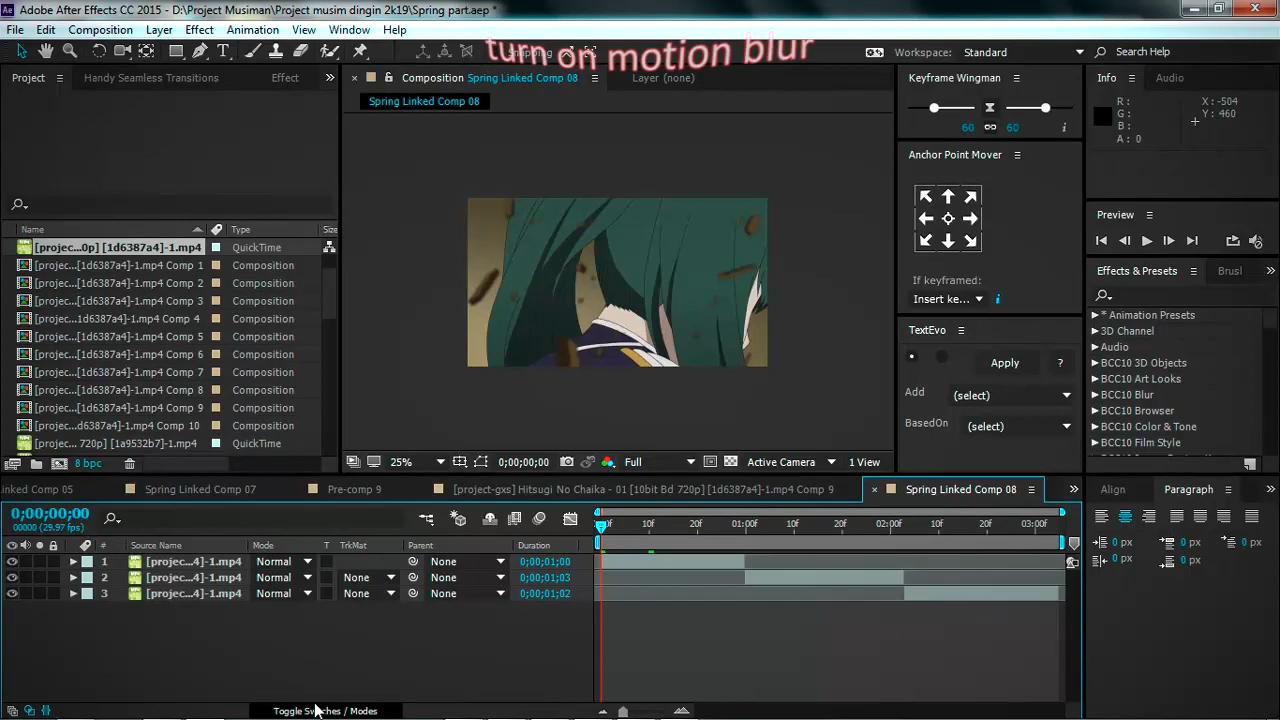 Adobe After Effects CC 2015 - D:\Project Musiman\Project musim dingin 2k19\Spring part.aep *
File Edit Composition Layer Effect Animation View Window Help
turn on motion blur
Workspace: Standard
Search Help
Project
Handy Seamless Transitions
Effect
Composition Spring Linked Comp 08
Layer (none)
Spring Linked Comp 08
Name Type Size
[projec...0p] [1d6387a4]-1.mp4 QuickTime
[projec...[1d6387a4]-1.mp4 Comp 1 Composition
[projec...[1d6387a4]-1.mp4 Comp 2 Composition
[projec...[1d6387a4]-1.mp4 Comp 3 Composition
[projec...1d6387a4]-1.mp4 Comp 4 Composition
[projec...[1d6387a4]-1.mp4 Comp 5 Composition
[projec...[1d6387a4]-1.mp4 Comp 6 Composition
[projec...[1d6387a4]-1.mp4 Comp 7 Composition
[projec...[1d6387a4]-1.mp4 Comp 8 Composition
[projec...[1d6387a4]-1.mp4 Comp 9 Composition
[projec...d6387a4]-1.mp4 Comp 10 Composition
[projec... 720p] [1a9532b7]-1.mp4 QuickTime
8 bpc
25% 0;00;00;00 Full Active Camera 1 View
Keyframe Wingman
60 60 i
Anchor Point Mover
If keyframed:
Insert ke... i
TextEvo
Apply ?
Add (select)
BasedOn (select)
Info Audio
R : X : -504
G : Y : 460
B :
A : 0
Preview
Effects & Presets Brusl
* Animation Presets
3D Channel
Audio
BCC10 3D Objects
BCC10 Art Looks
BCC10 Blur
BCC10 Browser
BCC10 Color & Tone
BCC10 Film Style
inked Comp 05
Spring Linked Comp 07
Pre-comp 9
[project-gxs] Hitsugi No Chaika - 01 [10bit Bd 720p] [1d6387a4]-1.mp4 Comp 9
Spring Linked Comp 08
Align Paragraph
0;00;00;00
00000 (29.97 fps)
0f 10f 20f 01:00f 10f 20f 02:00f 10f 20f 03:00f
# Source Name Mode T TrkMat Parent Duration
1 [projec...4]-1.mp4 Normal None 0;00;01;00
2 [projec...4]-1.mp4 Normal None None 0;00;01;03
3 [projec...4]-1.mp4 Normal None None 0;00;01;02
0 px 0 px 0 px
0 px 0 px
Toggle Switches / Modes